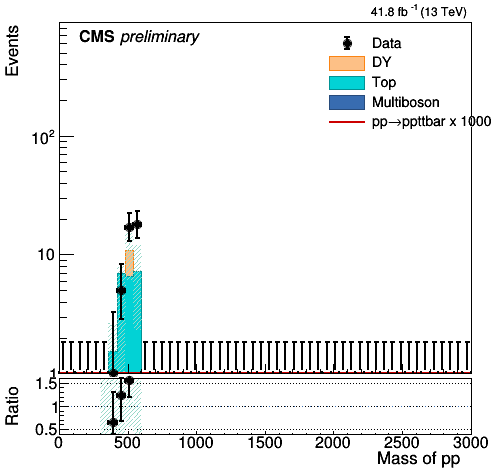 41.8 fb⁻¹ (13 TeV)
CMS preliminary
Events
Data
DY
Top
Multiboson
pp→ppttbar x 1000
10²
10
1
Ratio
1.5
1
0.5
0 500 1000 1500 2000 2500 3000
Mass of pp